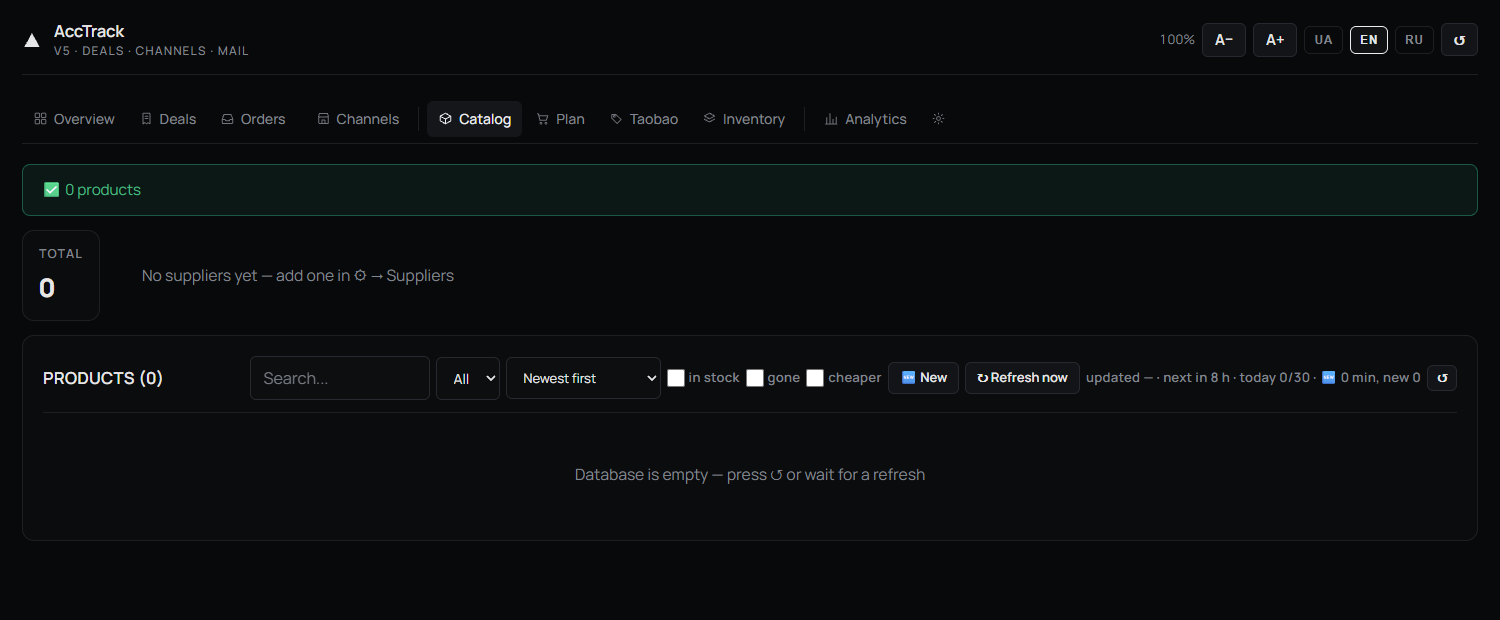 AccTrack
V5 · DEALS · CHANNELS · MAIL
100% A− A+ UA EN RU ↺
Overview Deals Orders Channels Catalog Plan Taobao Inventory Analytics
✅ 0 products
TOTAL
0
No suppliers yet — add one in ⚙ → Suppliers
PRODUCTS (0) Search... All Newest first in stock gone cheaper 🆕 New ↻ Refresh now updated — · next in 8 h · today 0/30 · 🆕 0 min, new 0 ↺
Database is empty — press ↺ or wait for a refresh